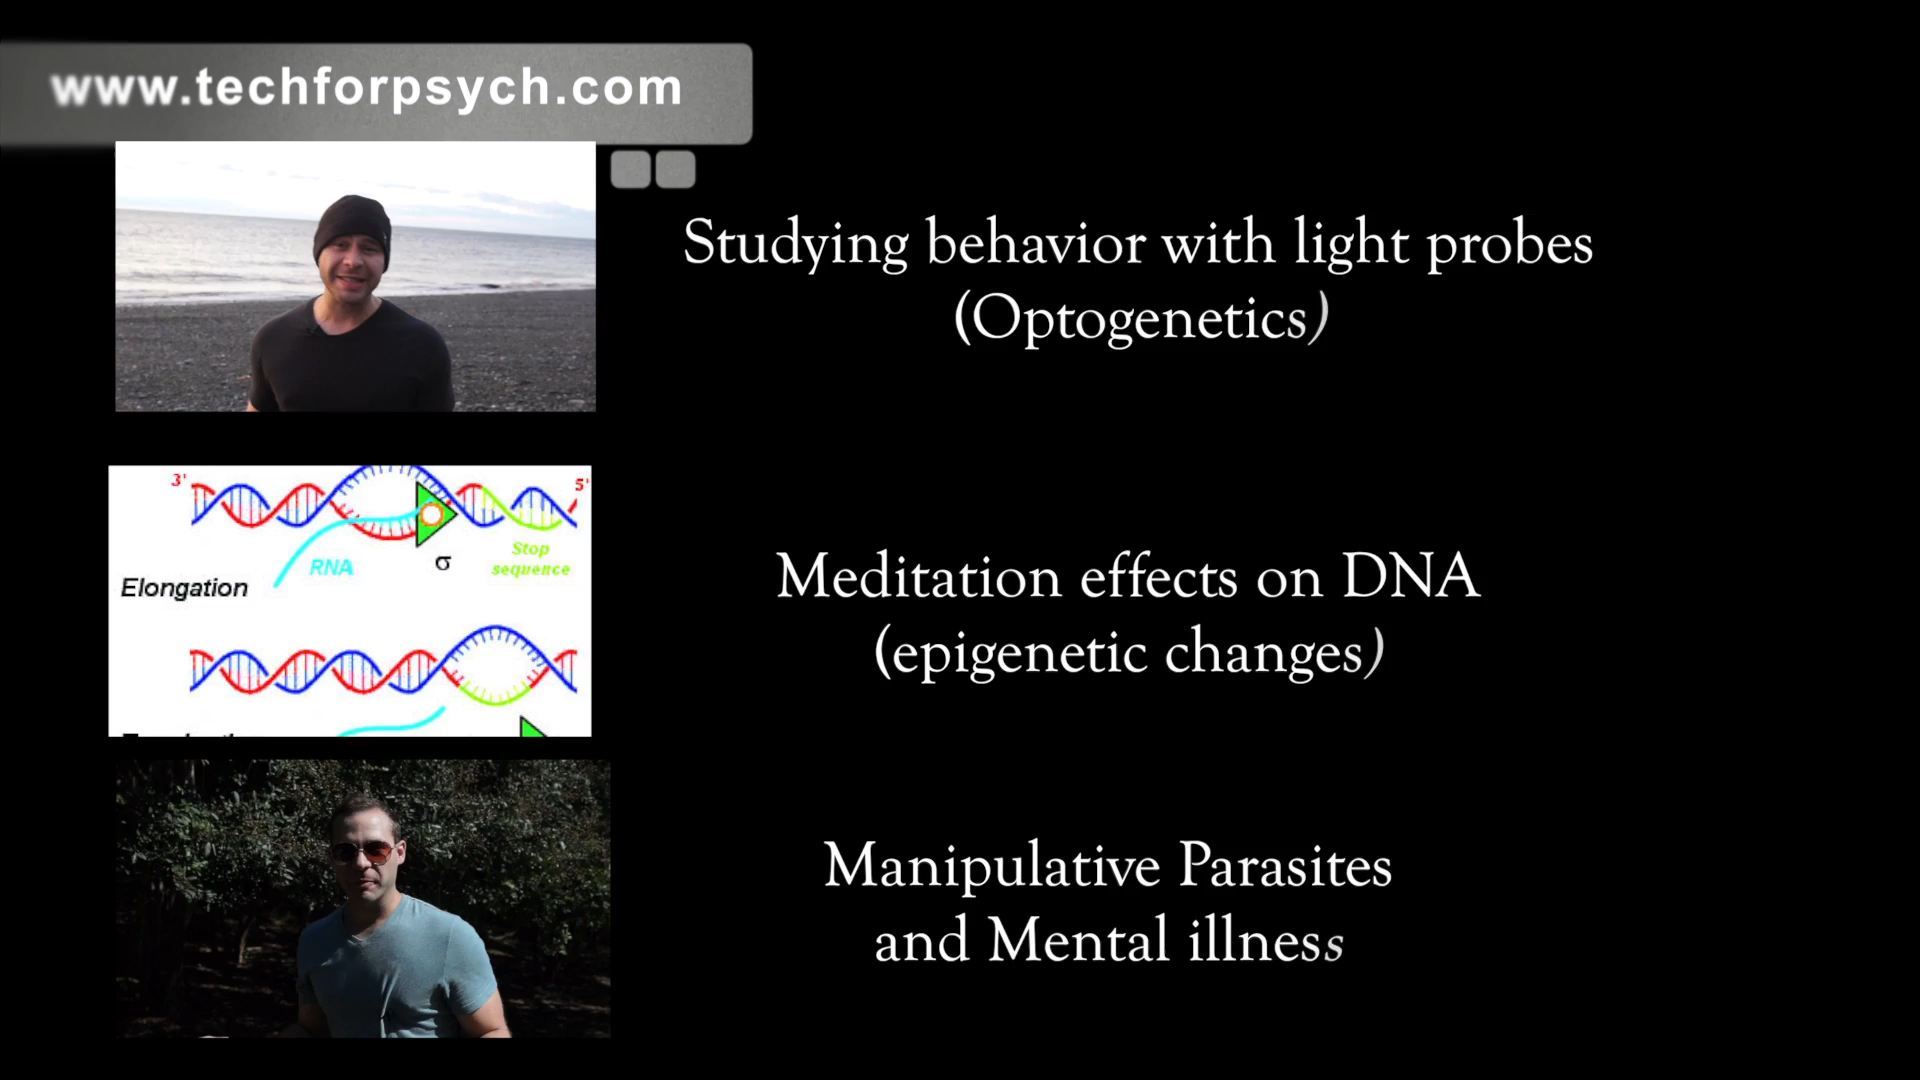 www.techforpsych.com
Studying behavior with light probes
(Optogenetics)
3'
5'
RNA
σ
Stop
sequence
Elongation
Meditation effects on DNA
(epigenetic changes)
Manipulative Parasites
and Mental illness